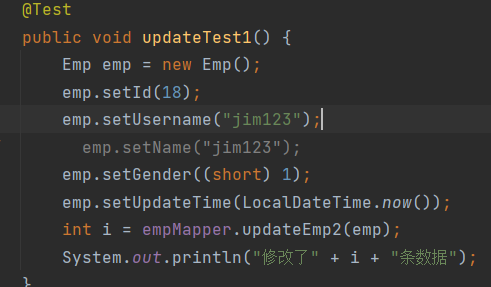 @Test
public void updateTest1() {
    Emp emp = new Emp();
    emp.setId(18);
    emp.setUsername("jim123");
      emp.setName("jim123");
    emp.setGender((short) 1);
    emp.setUpdateTime(LocalDateTime.now());
    int i = empMapper.updateEmp2(emp);
    System.out.println("修改了" + i + "条数据");
}